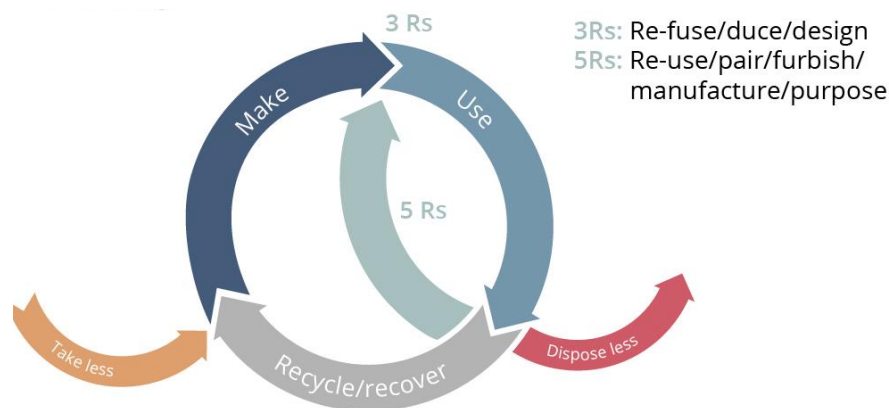 3 Rs
3Rs: Re-fuse/duce/design
5Rs: Re-use/pair/furbish/
manufacture/purpose
Make
Use
5 Rs
Take less
Recycle/recover
Dispose less